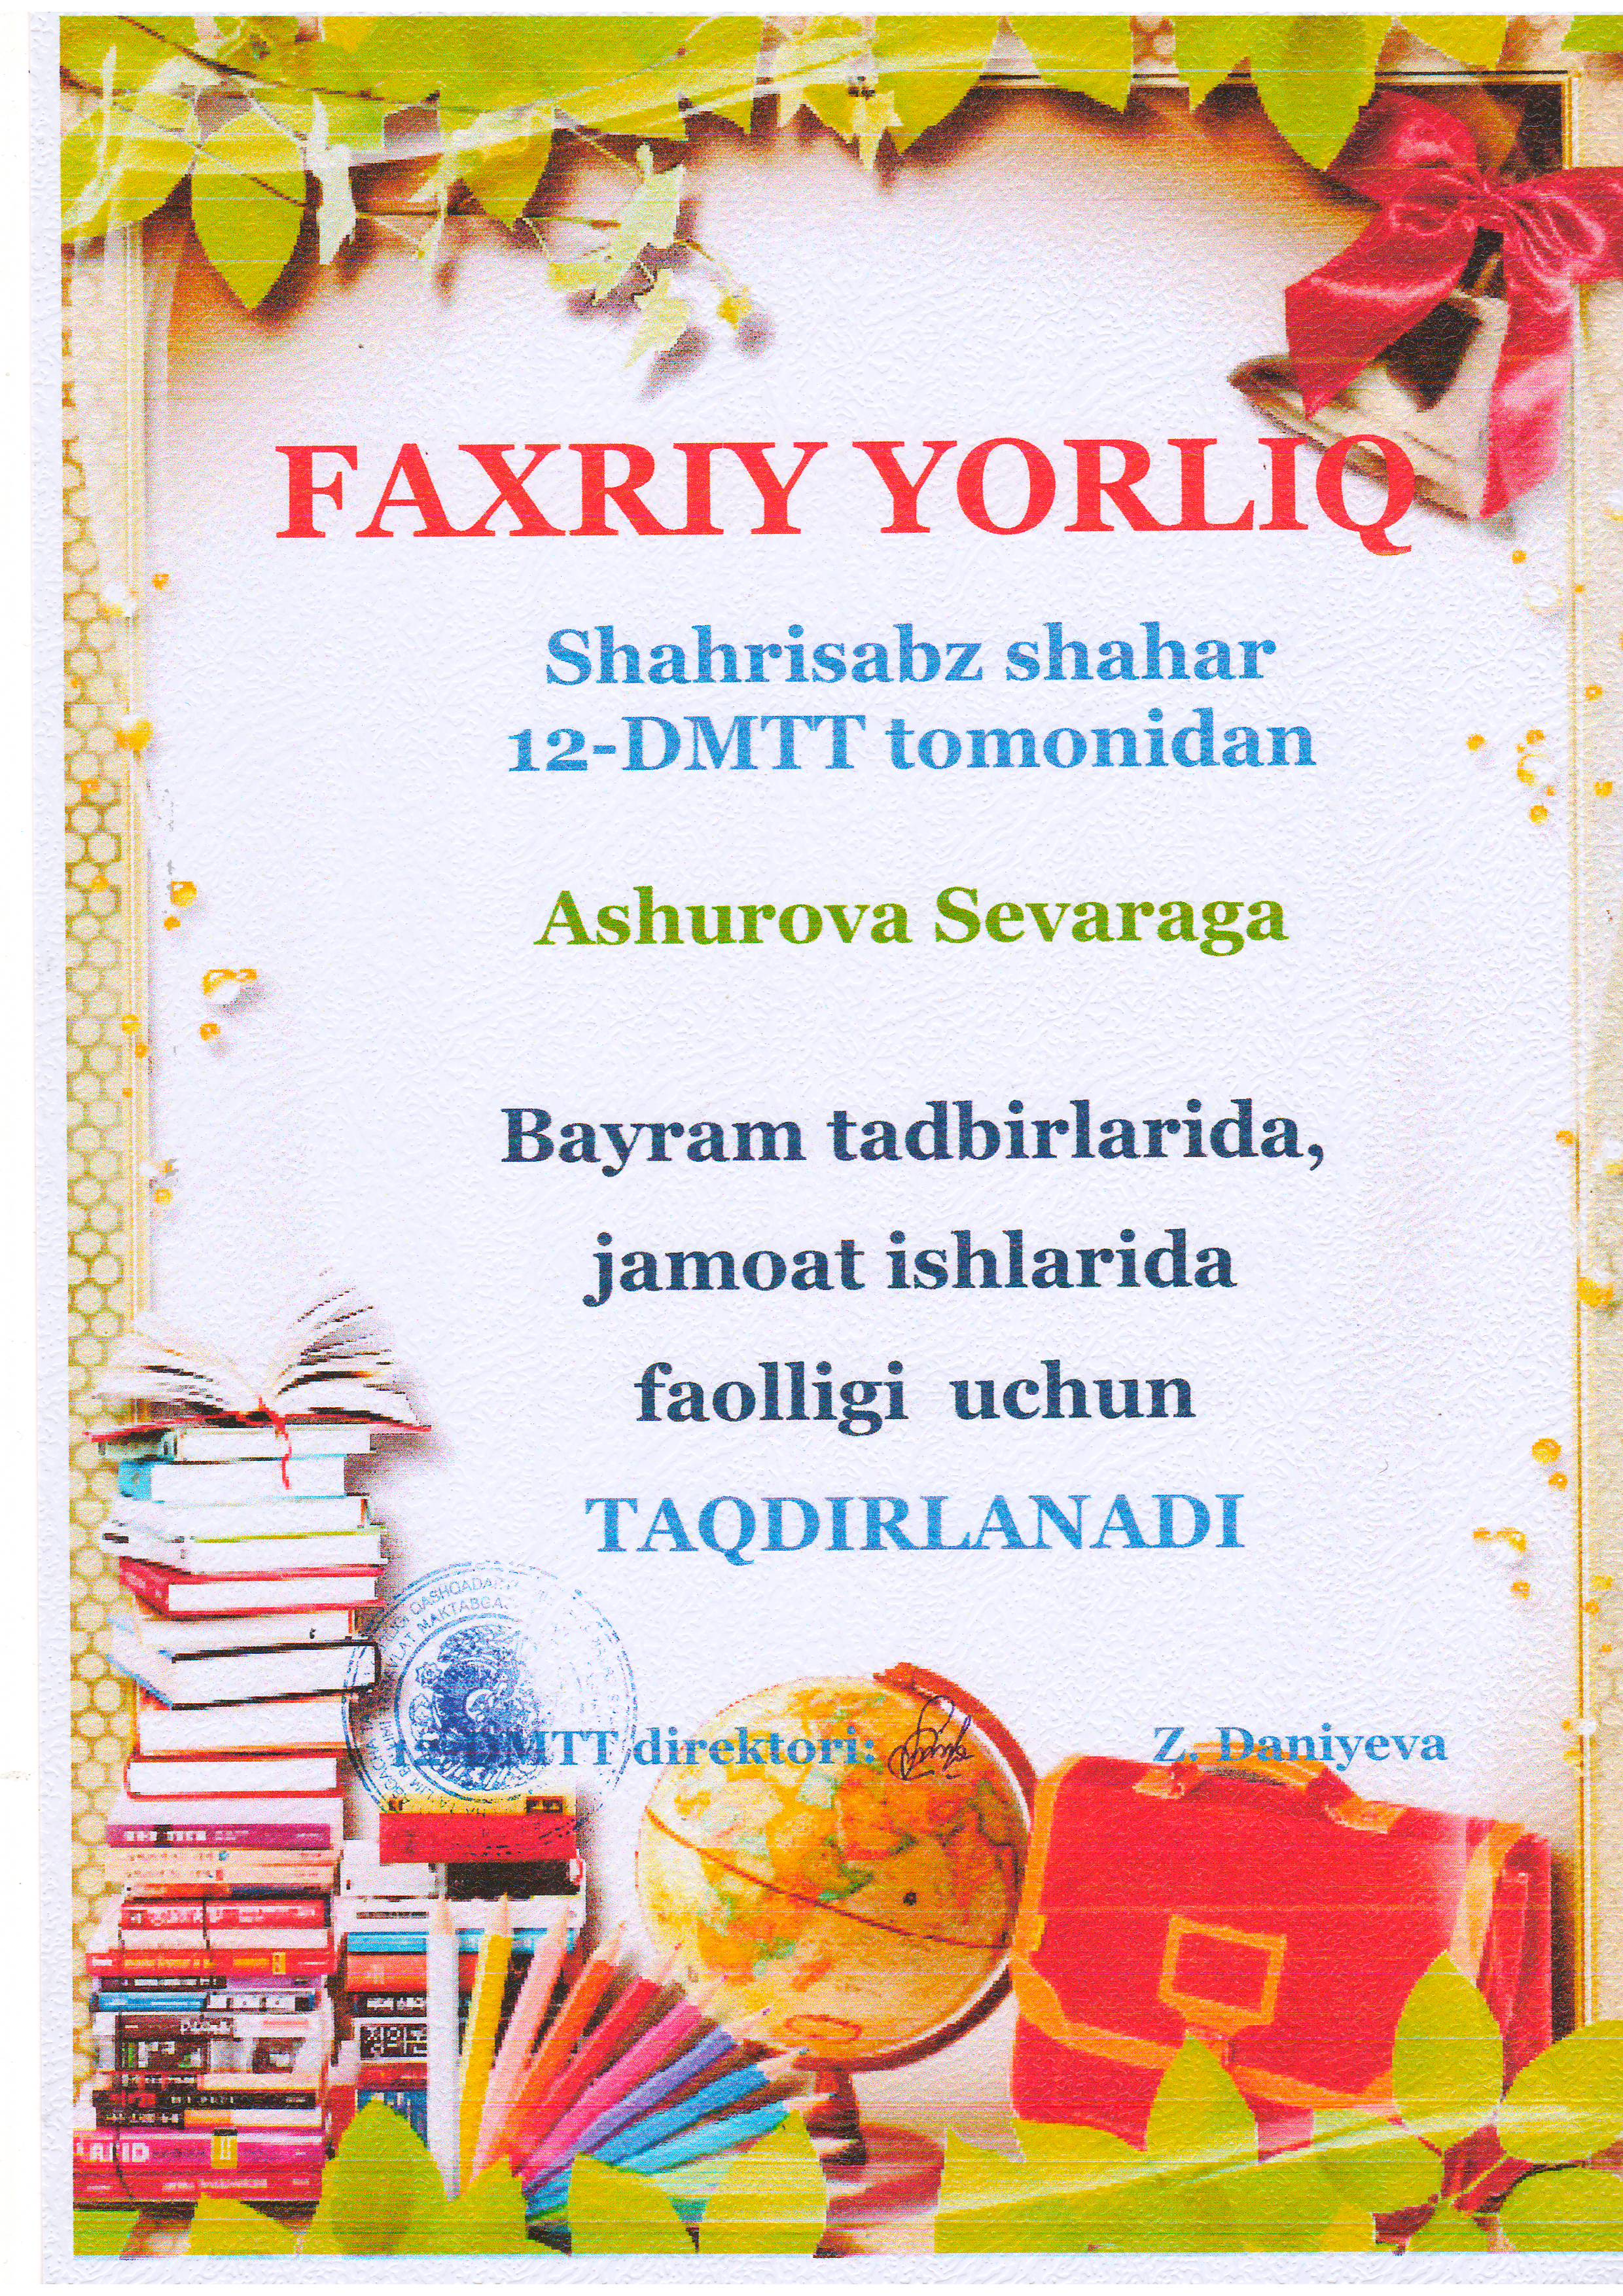 FAXRIY YORLIQ
Shahrisabz shahar
12-DMTT tomonidan
Ashurova Sevaraga
Bayram tadbirlarida,
jamoat ishlarida
faolligi uchun
TAQDIRLANADI
12-DMTT direktori:
Z. Daniyeva